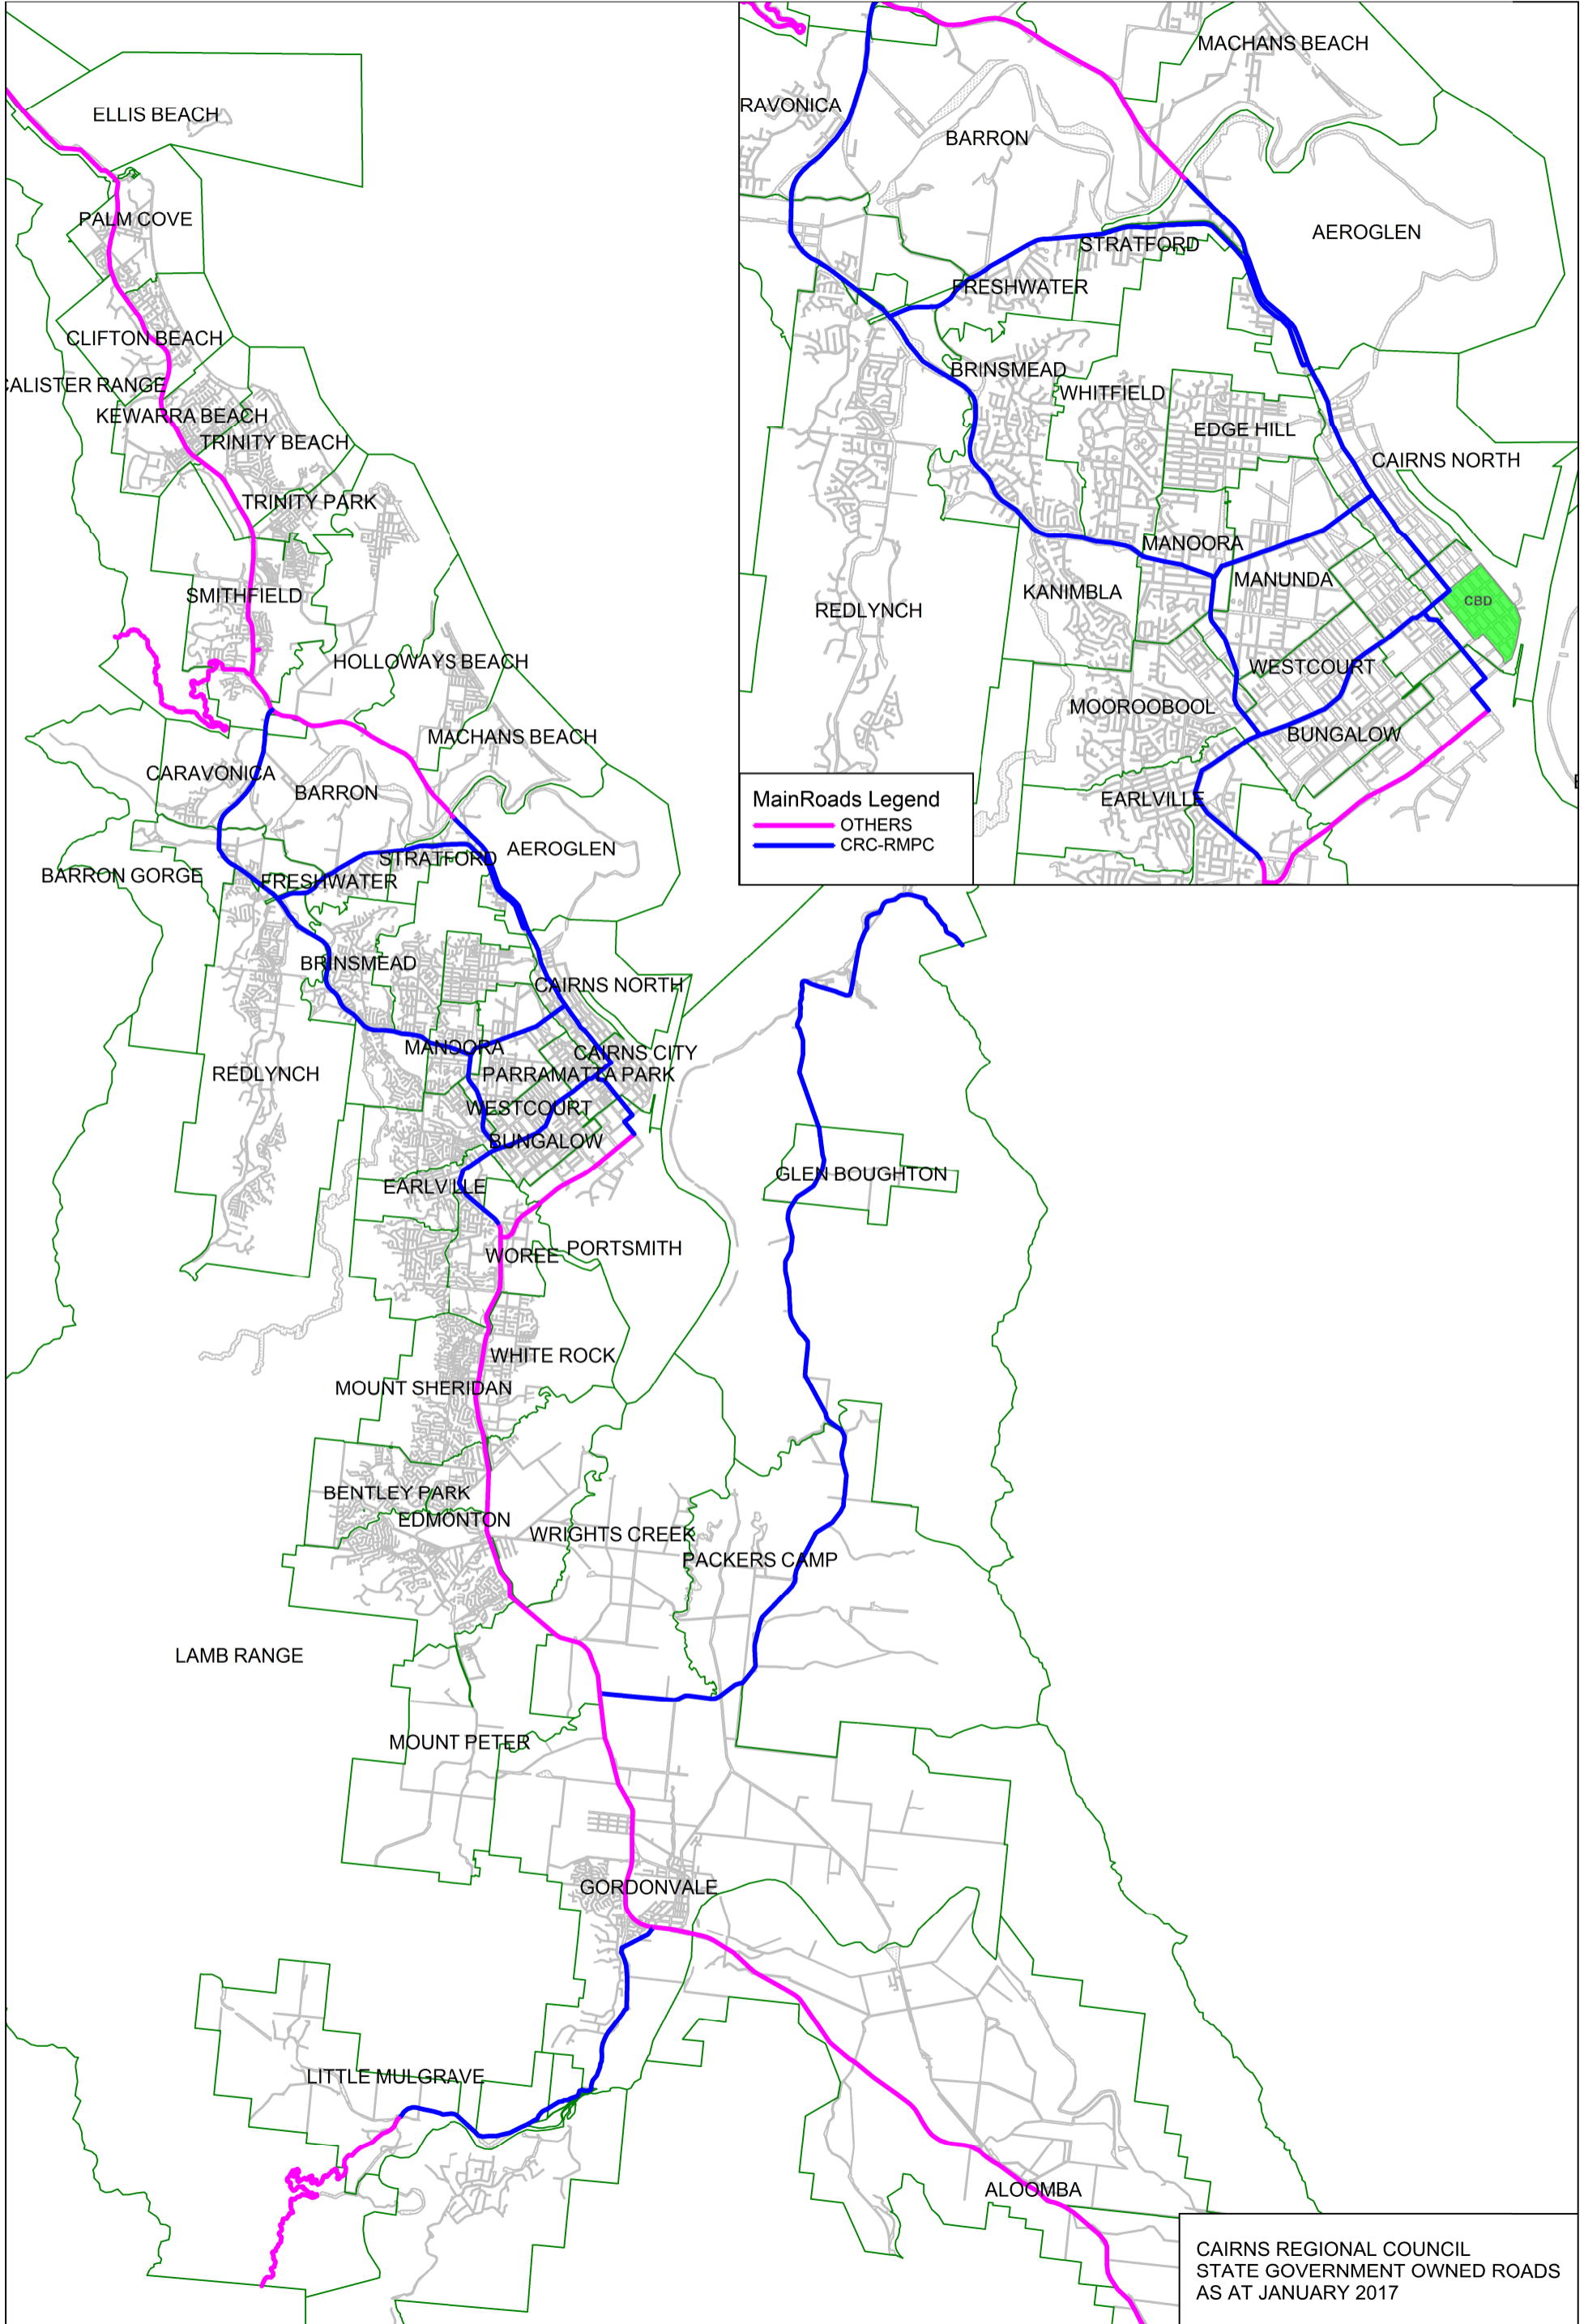 ELLIS BEACH
PALM COVE
CLIFTON BEACH
CALISTER RANGE
KEWARRA BEACH
TRINITY BEACH
TRINITY PARK
SMITHFIELD
HOLLOWAYS BEACH
MACHANS BEACH
CARAVONICA
BARRON
AEROGLEN
STRATFORD
BARRON GORGE
FRESHWATER
BRINSMEAD
CAIRNS NORTH
MANOORA
CAIRNS CITY
REDLYNCH
PARRAMATTA PARK
WESTCOURT
BUNGALOW
EARLVILLE
WOREE
PORTSMITH
GLEN BOUGHTON
WHITE ROCK
MOUNT SHERIDAN
BENTLEY PARK
EDMONTON
WRIGHTS CREEK
PACKERS CAMP
LAMB RANGE
MOUNT PETER
GORDONVALE
LITTLE MULGRAVE
ALOOMBA
MACHANS BEACH
RAVONICA
BARRON
AEROGLEN
STRATFORD
FRESHWATER
BRINSMEAD
WHITFIELD
EDGE HILL
CAIRNS NORTH
MANOORA
MANUNDA
KANIMBLA
CBD
REDLYNCH
WESTCOURT
MOOROOBOOL
BUNGALOW
EARLVILLE
MainRoads Legend
OTHERS
CRC-RMPC
CAIRNS REGIONAL COUNCIL
STATE GOVERNMENT OWNED ROADS
AS AT JANUARY 2017